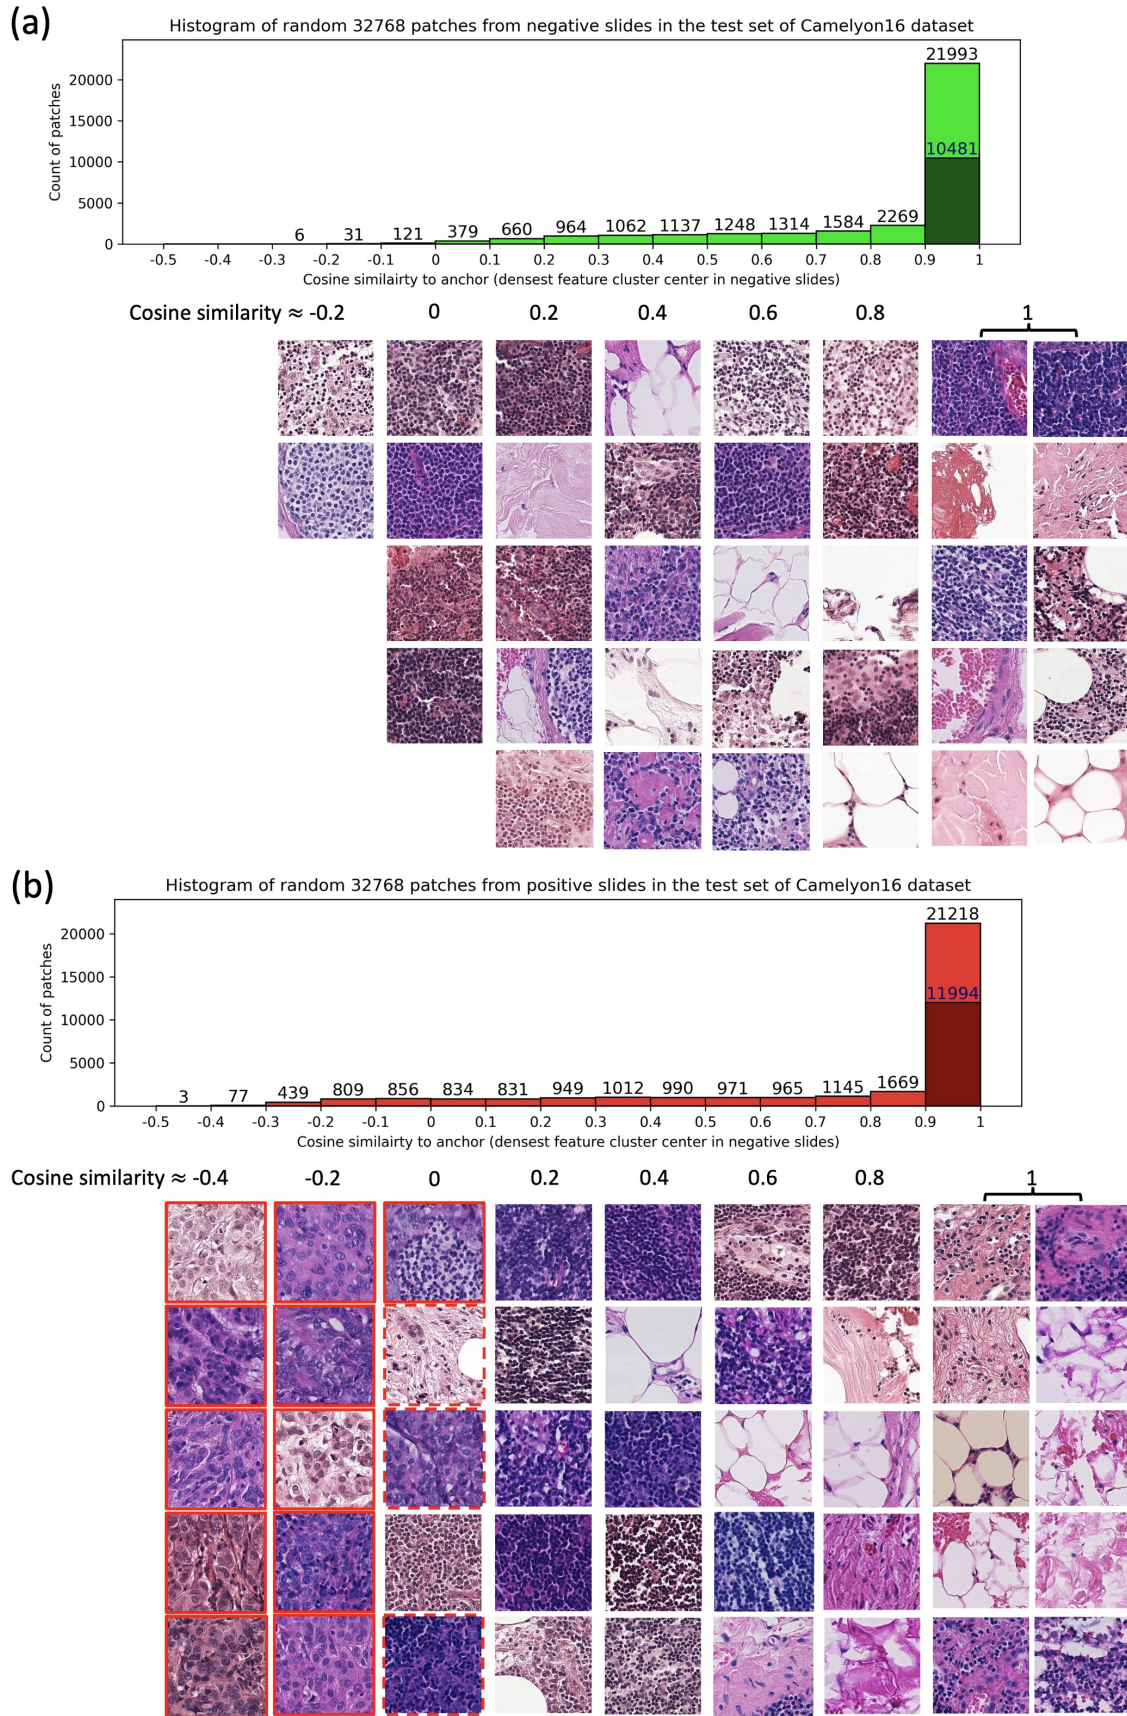 (a)
Histogram of random 32768 patches from negative slides in the test set of Camelyon16 dataset
Count of patches
20000
15000
10000
5000
0
6 31 121 379 660 964 1062 1137 1248 1314 1584 2269 21993
10481
-0.5 -0.4 -0.3 -0.2 -0.1 0 0.1 0.2 0.3 0.4 0.5 0.6 0.7 0.8 0.9 1
Cosine similairty to anchor (densest feature cluster center in negative slides)
Cosine similarity ≈ -0.2 0 0.2 0.4 0.6 0.8 1
(b)
Histogram of random 32768 patches from positive slides in the test set of Camelyon16 dataset
Count of patches
20000
15000
10000
5000
0
3 77 439 809 856 834 831 949 1012 990 971 965 1145 1669 21218
11994
-0.5 -0.4 -0.3 -0.2 -0.1 0 0.1 0.2 0.3 0.4 0.5 0.6 0.7 0.8 0.9 1
Cosine similairty to anchor (densest feature cluster center in negative slides)
Cosine similarity ≈ -0.4 -0.2 0 0.2 0.4 0.6 0.8 1